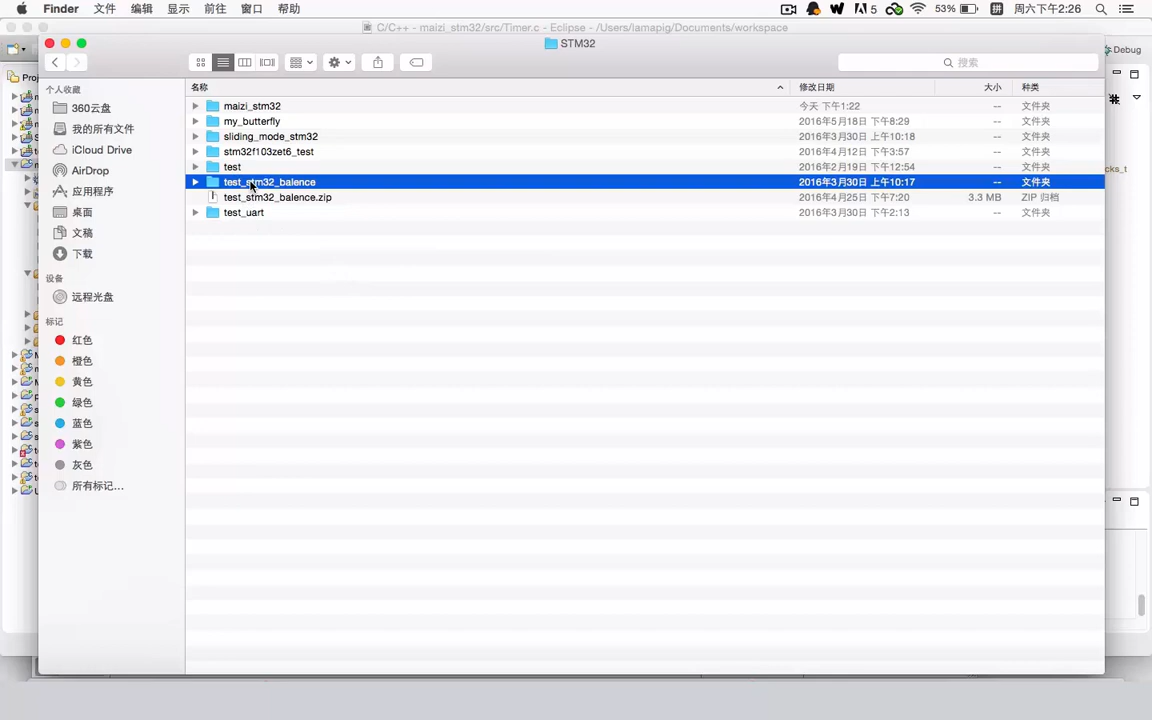 Finder 文件 编辑 显示 前往 窗口 帮助 5 53% 拼 周六下午2:26
C/C++ - maizi_stm32/src/Timer.c - Eclipse - /Users/lamapig/Documents/workspace
STM32
搜索
Debug
Proj
个人收藏
360云盘
我的所有文件
iCloud Drive
AirDrop
应用程序
桌面
文稿
下载
设备
远程光盘
标记
红色
橙色
黄色
绿色
蓝色
紫色
灰色
所有标记...
名称 修改日期 大小 种类
maizi_stm32 今天 下午1:22 -- 文件夹
my_butterfly 2016年5月18日 下午8:29 -- 文件夹
sliding_mode_stm32 2016年3月30日 上午10:18 -- 文件夹
stm32f103zet6_test 2016年4月12日 下午3:57 -- 文件夹
test 2016年2月19日 下午12:54 -- 文件夹
test_stm32_balence 2016年3月30日 上午10:17 -- 文件夹
test_stm32_balence.zip 2016年4月25日 下午7:20 3.3 MB ZIP 归档
test_uart 2016年3月30日 下午2:13 -- 文件夹
cks_t